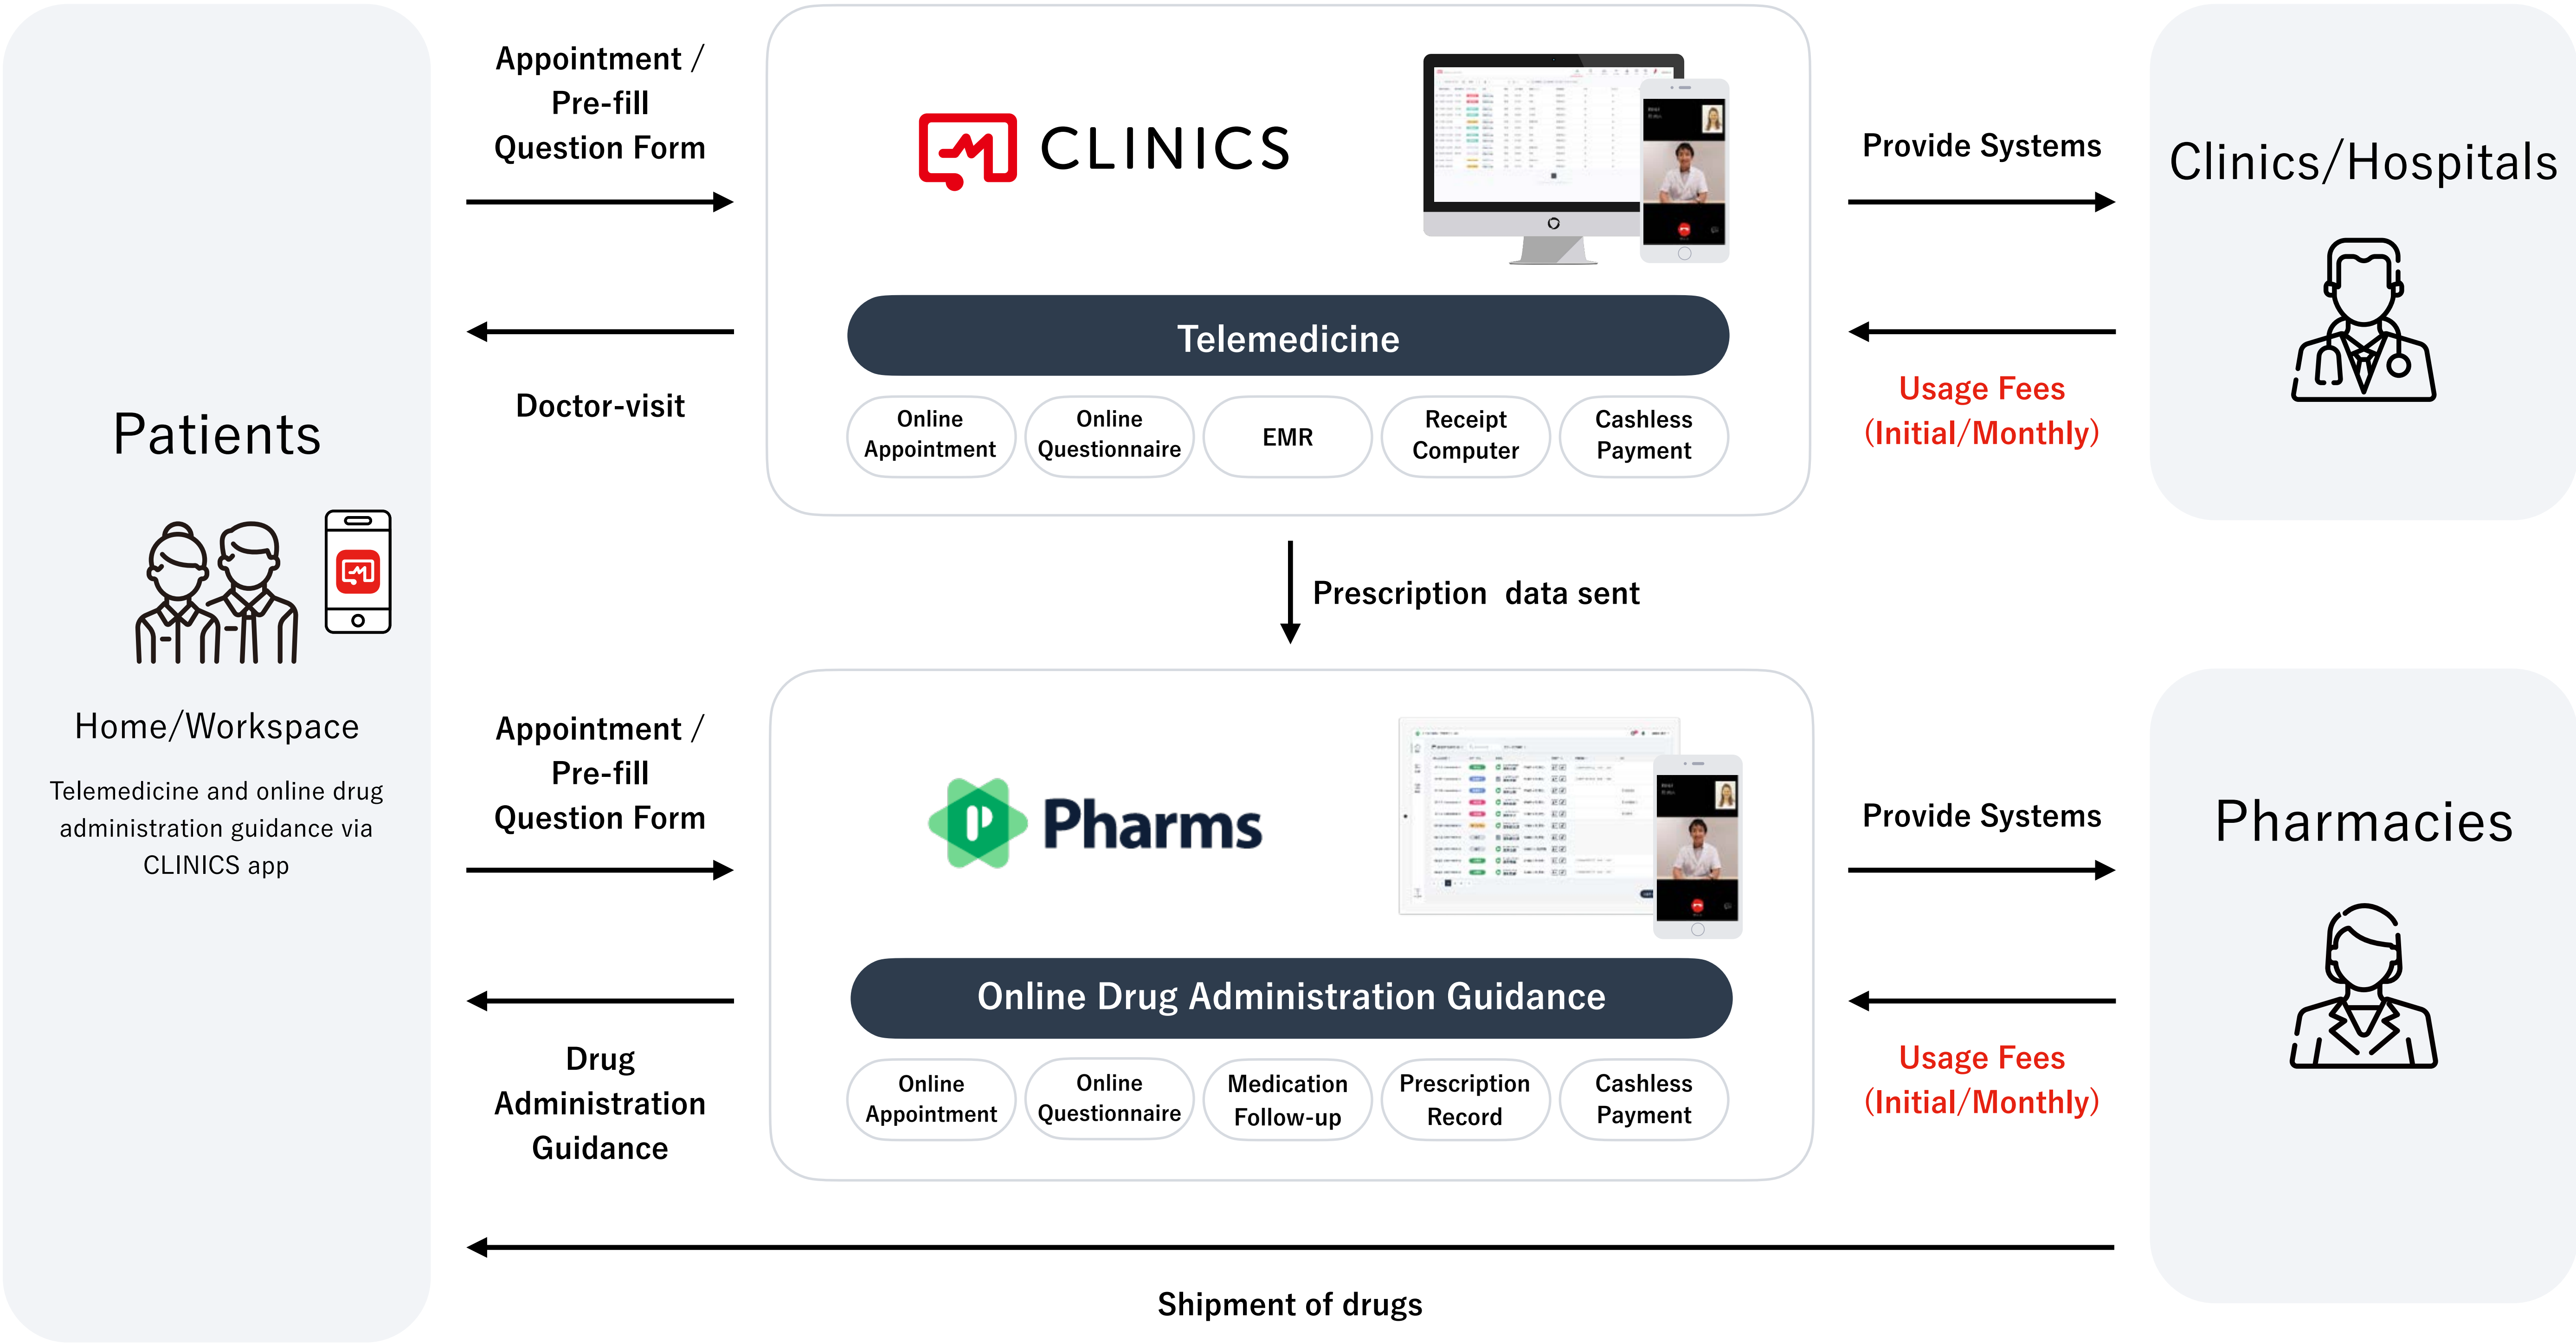 Patients
Home/Workspace
Telemedicine and online drug
administration guidance via
CLINICS app
Appointment /
Pre-fill
Question Form
Doctor-visit
CLINICS
Telemedicine
Online
Appointment
Online
Questionnaire
EMR
Receipt
Computer
Cashless
Payment
Provide Systems
Usage Fees
(Initial/Monthly)
Clinics/Hospitals
Prescription data sent
Appointment /
Pre-fill
Question Form
Drug
Administration
Guidance
Pharms
Online Drug Administration Guidance
Online
Appointment
Online
Questionnaire
Medication
Follow-up
Prescription
Record
Cashless
Payment
Provide Systems
Usage Fees
(Initial/Monthly)
Pharmacies
Shipment of drugs